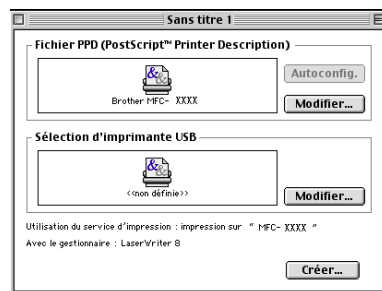 Sans titre 1
Fichier PPD (PostScript™ Printer Description)
Autoconfig.
Brother MFC- XXXX
Modifier...
Sélection d'imprimante USB
<<non définie>>
Modifier...
Utilisation du service d'impression : impression sur “ MFC- XXXX ”
Avec le gestionnaire : LaserWriter 8
Créer...